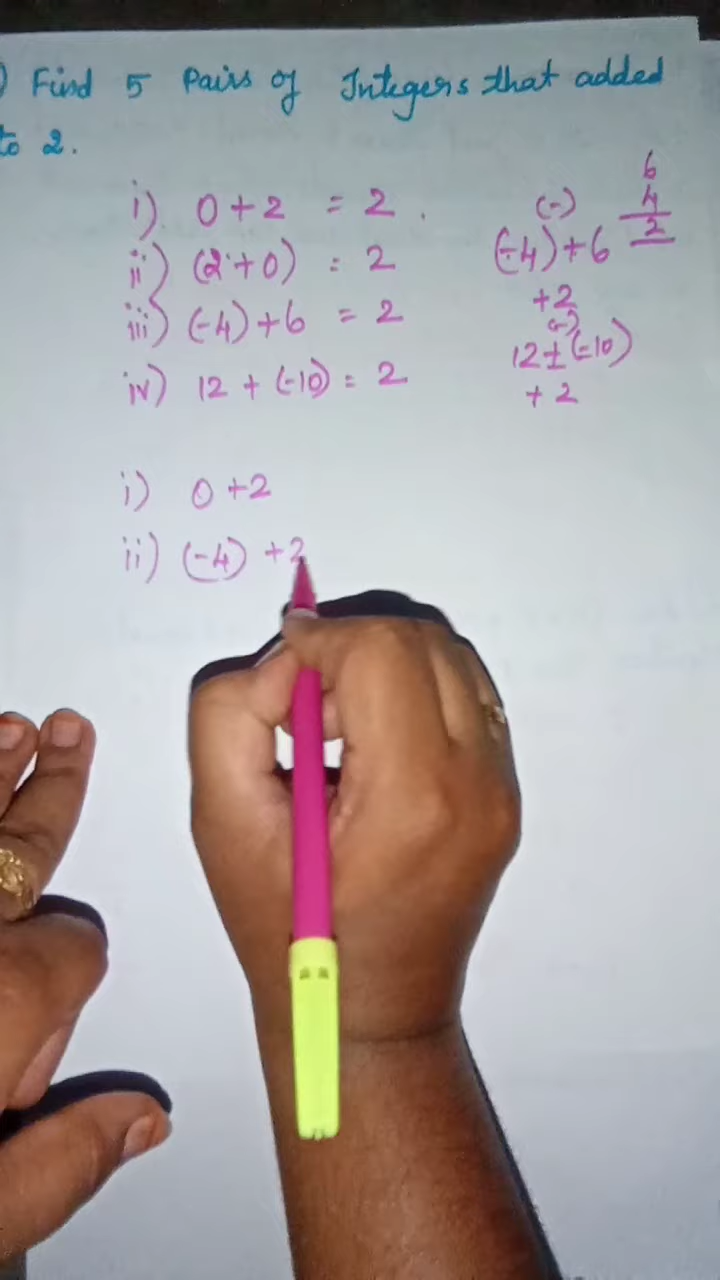 ) Find 5 Pairs of Integers that added
to 2.
i) 0+2 = 2.
ii) (2+0) = 2
iii) (-4)+6 = 2
iv) 12 + (-10) = 2
6
4
2
(-)
(-4)+6
+2
(-)
12+(-10)
+2
i) 0+2
ii) (-4) +2